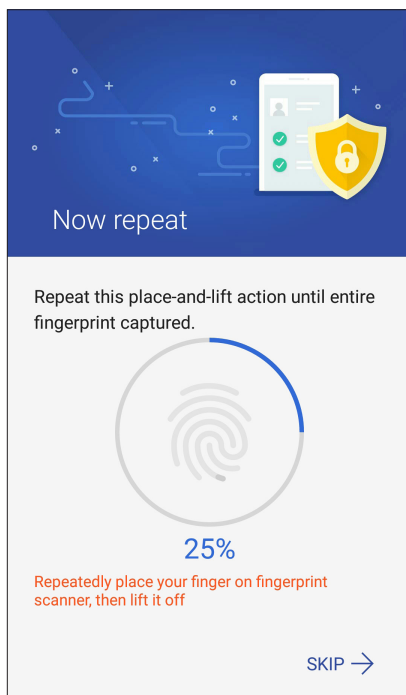 Now repeat
Repeat this place-and-lift action until entire
fingerprint captured.
25%
Repeatedly place your finger on fingerprint
scanner, then lift it off
SKIP